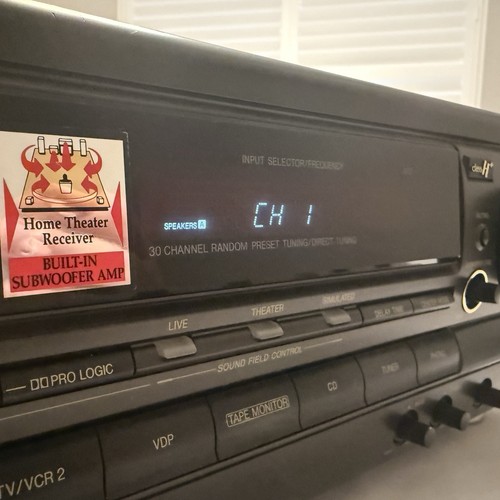 INPUT SELECTOR/FREQUENCY
class H+
Home Theater
Receiver
BUILT-IN
SUBWOOFER AMP
SPEAKERS A
CH 1
30 CHANNEL RANDOM PRESET TUNING/DIRECT TUNING
LIVE
THEATER
SIMULATED
DELAY TIME
SOUND FIELD CONTROL
PRO LOGIC
TV/VCR 2
VDP
TAPE MONITOR
CD
TUNER
PHONO